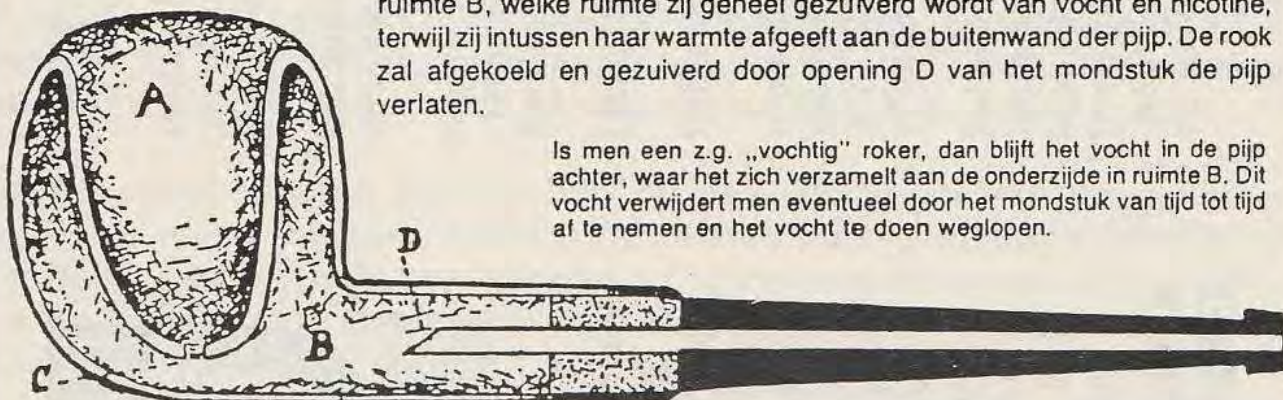 ruimte B, welke ruimte zij geheel gezuiverd wordt van vocht en nicotine,
terwijl zij intussen haar warmte afgeeft aan de buitenwand der pijp. De rook
zal afgekoeld en gezuiverd door opening D van het mondstuk de pijp
verlaten.
Is men een z.g. „vochtig" roker, dan blijft het vocht in de pijp
achter, waar het zich verzamelt aan de onderzijde in ruimte B. Dit
vocht verwijdert men eventueel door het mondstuk van tijd tot tijd
af te nemen en het vocht te doen weglopen.
A
D
B
C